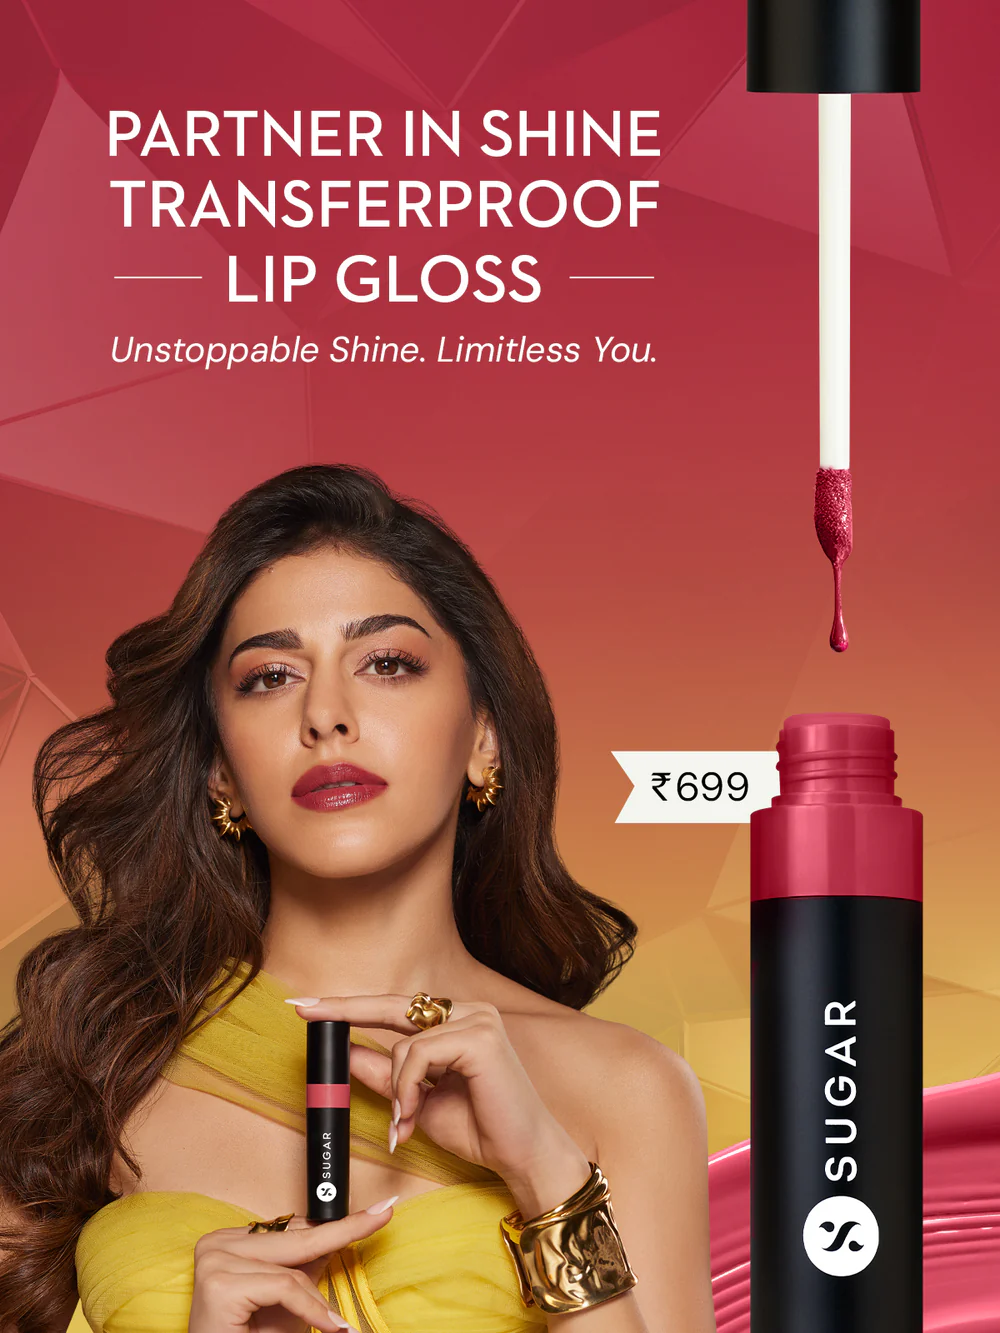 PARTNER IN SHINE
TRANSFERPROOF
LIP GLOSS
Unstoppable Shine. Limitless You.
₹699
SUGAR
SUGAR